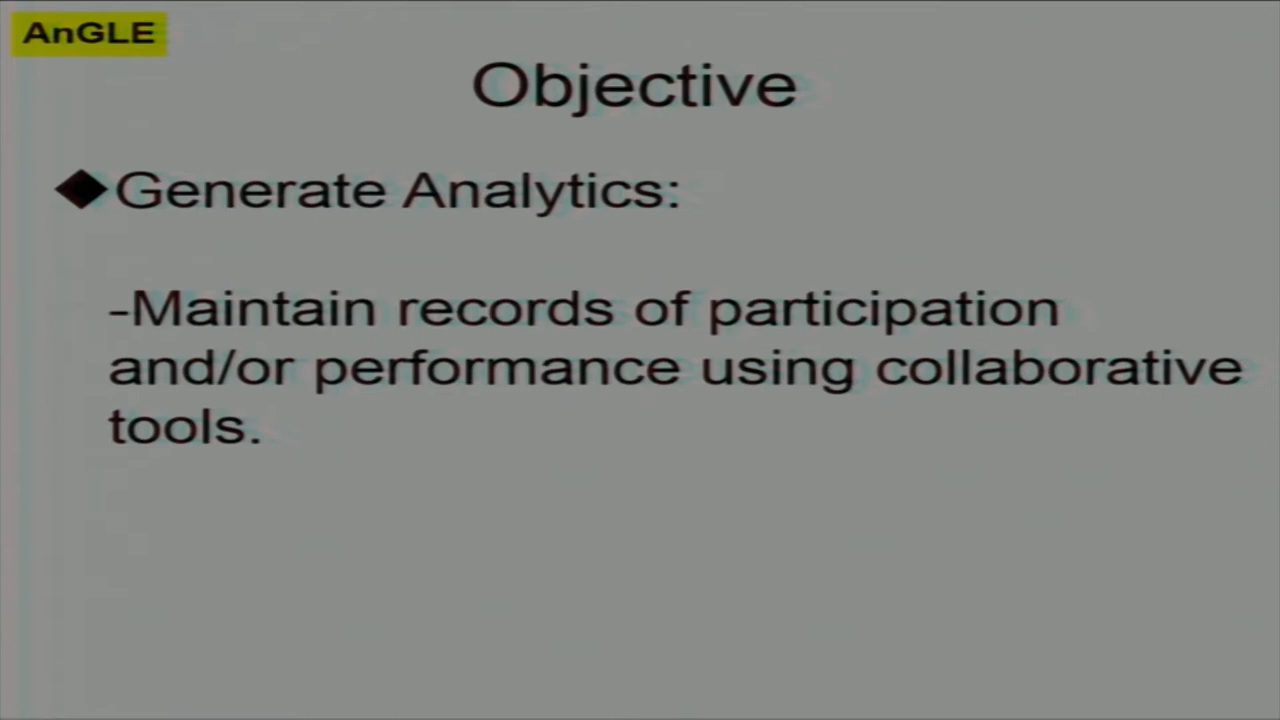 AnGLE
Objective
◆Generate Analytics:
-Maintain records of participation
and/or performance using collaborative
tools.